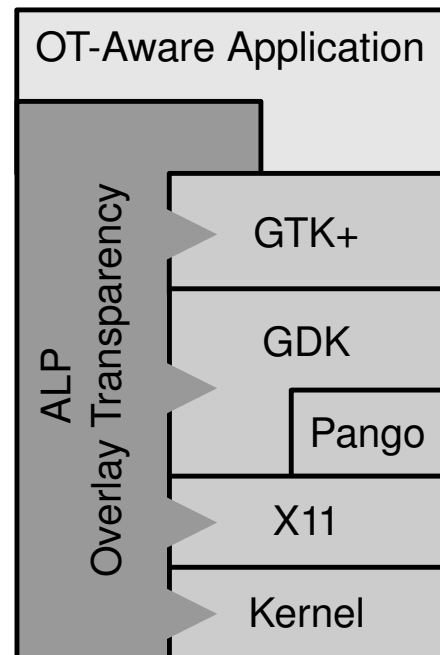 OT-Aware Application
ALP
Overlay Transparency
GTK+
GDK
Pango
X11
Kernel